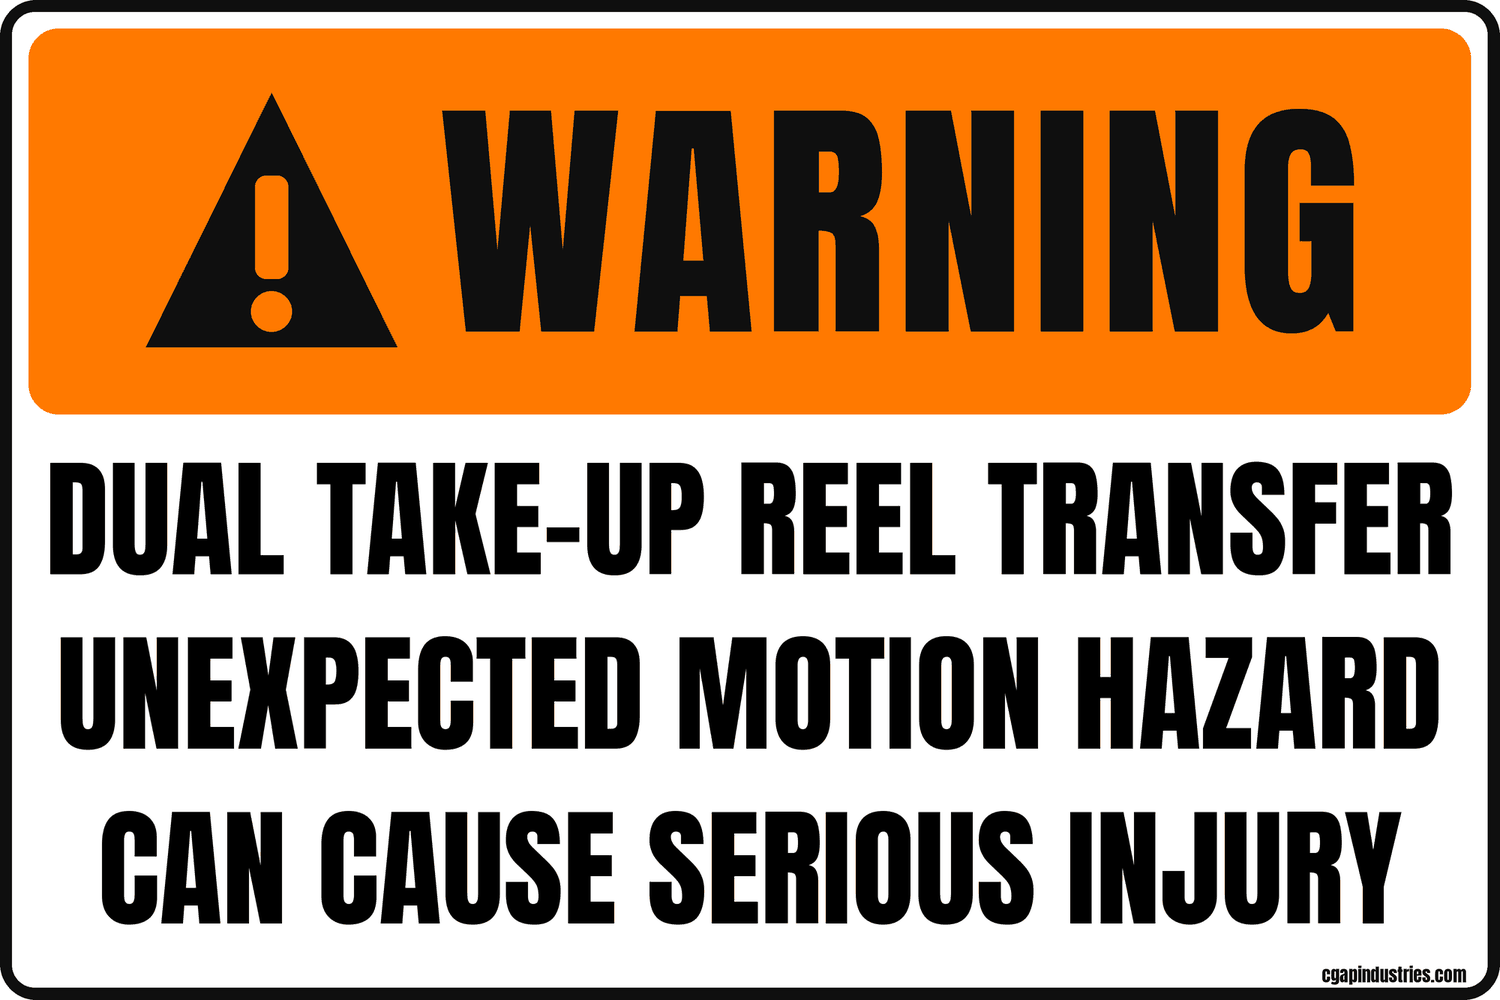 WARNING
DUAL TAKE-UP REEL TRANSFER
UNEXPECTED MOTION HAZARD
CAN CAUSE SERIOUS INJURY
cgapindustries.com